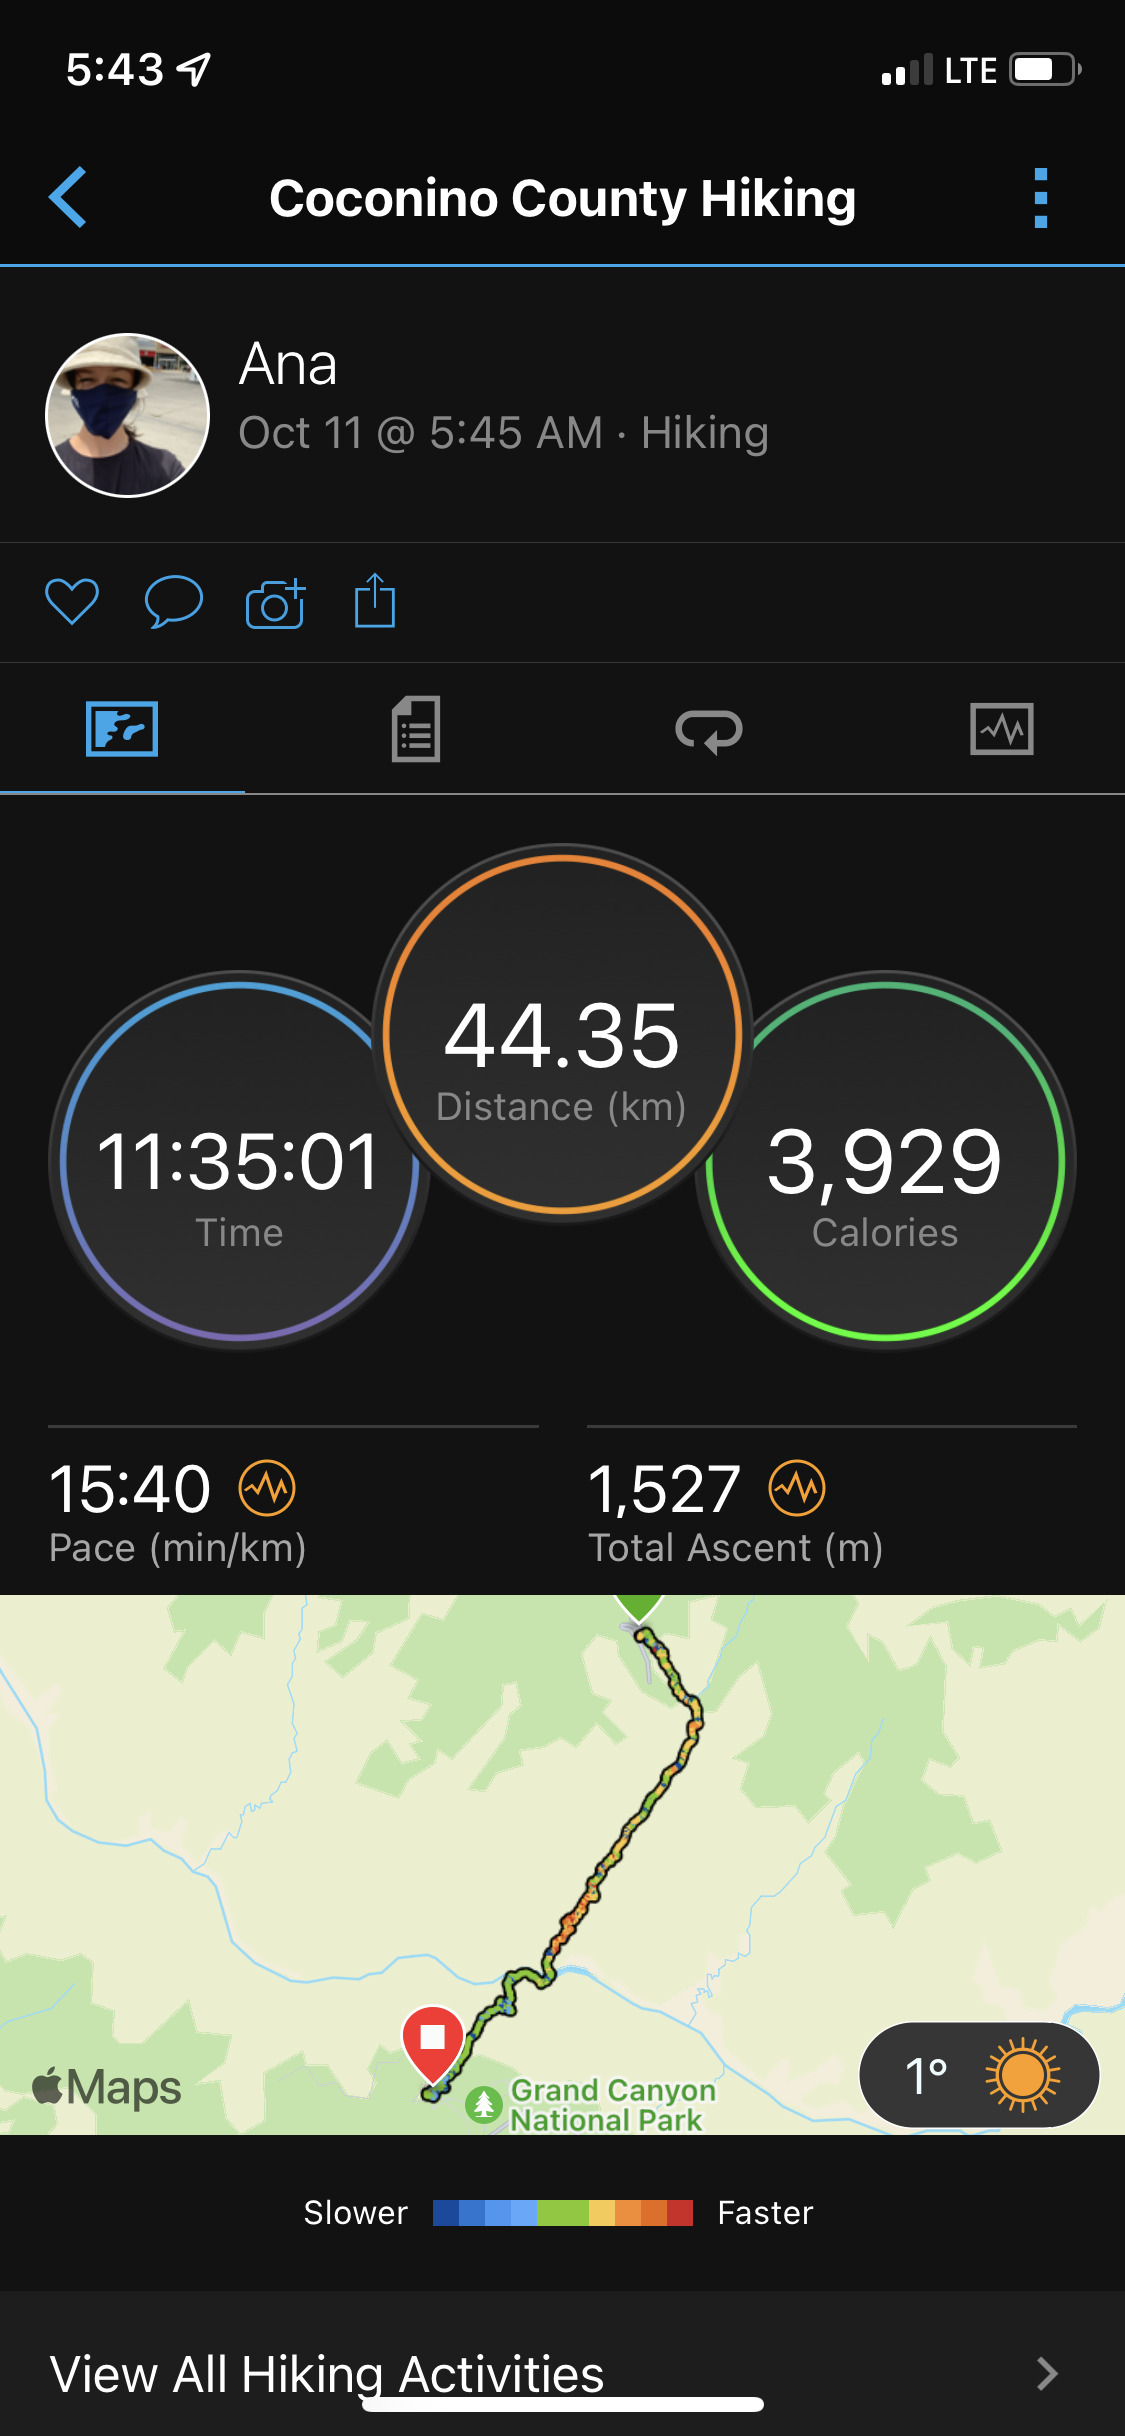 5:43
LTE
Coconino County Hiking
Ana
Oct 11 @ 5:45 AM · Hiking
44.35
Distance (km)
11:35:01
Time
3,929
Calories
15:40
Pace (min/km)
1,527
Total Ascent (m)
Maps
Grand Canyon
National Park
1°
Slower
Faster
View All Hiking Activities